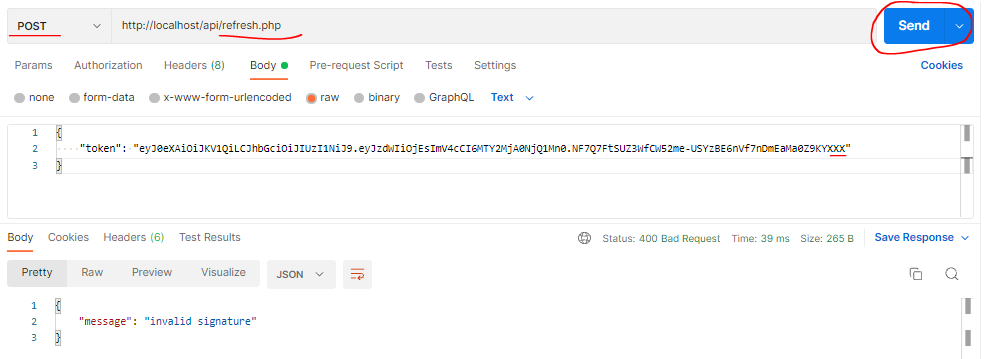 POST http://localhost/api/refresh.php Send
Params Authorization Headers (8) Body Pre-request Script Tests Settings Cookies
none form-data x-www-form-urlencoded raw binary GraphQL Text
1 {
2 "token": "eyJ0eXAiOiJKV1QiLCJhbGciOiJIUzI1NiJ9.eyJzdWIiOjEsImV4cCI6MTY2MjA0NjQ1Mn0.NF7Q7FtSUZ3WfCW52me-USYzBE6nVf7nDmEaMa0Z9KYXXX"
3 }
Body Cookies Headers (6) Test Results Status: 400 Bad Request Time: 39 ms Size: 265 B Save Response
Pretty Raw Preview Visualize JSON
1 {
2 "message": "invalid signature"
3 }